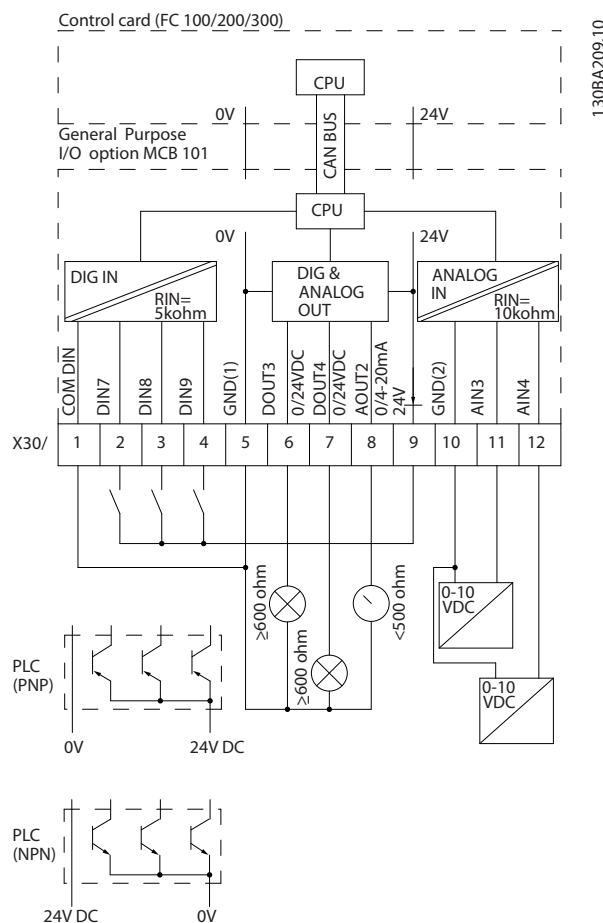 Control card (FC 100/200/300)
130BA209.10
CPU
0V
24V
General Purpose
I/O option MCB 101
CAN BUS
CPU
0V
24V
DIG IN
RIN=
5kohm
DIG &
ANALOG
OUT
ANALOG
IN
RIN=
10kohm
COM DIN
DIN7
DIN8
DIN9
GND(1)
DOUT3
0/24VDC
DOUT4
0/24VDC
AOUT2
0/4-20mA
24V
GND(2)
AIN3
AIN4
X30/
1
2
3
4
5
6
7
8
9
10
11
12
≥600 ohm
≥600 ohm
<500 ohm
0-10
VDC
0-10
VDC
PLC
(PNP)
0V
24V DC
PLC
(NPN)
24V DC
0V